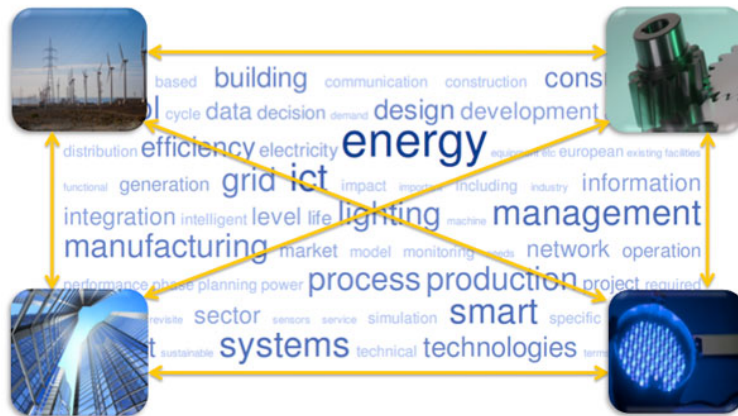 based building communication construction
cycle data decision demand design development
distribution efficiency electricity energy equipment etc european existing facilities
functional generation grid ict impact important including industry information
integration intelligent level life lighting machine management
manufacturing market model monitoring needs network operation
performance phase planning power process production project required
sector sensors service simulation smart specific
sustainable systems technical technologies